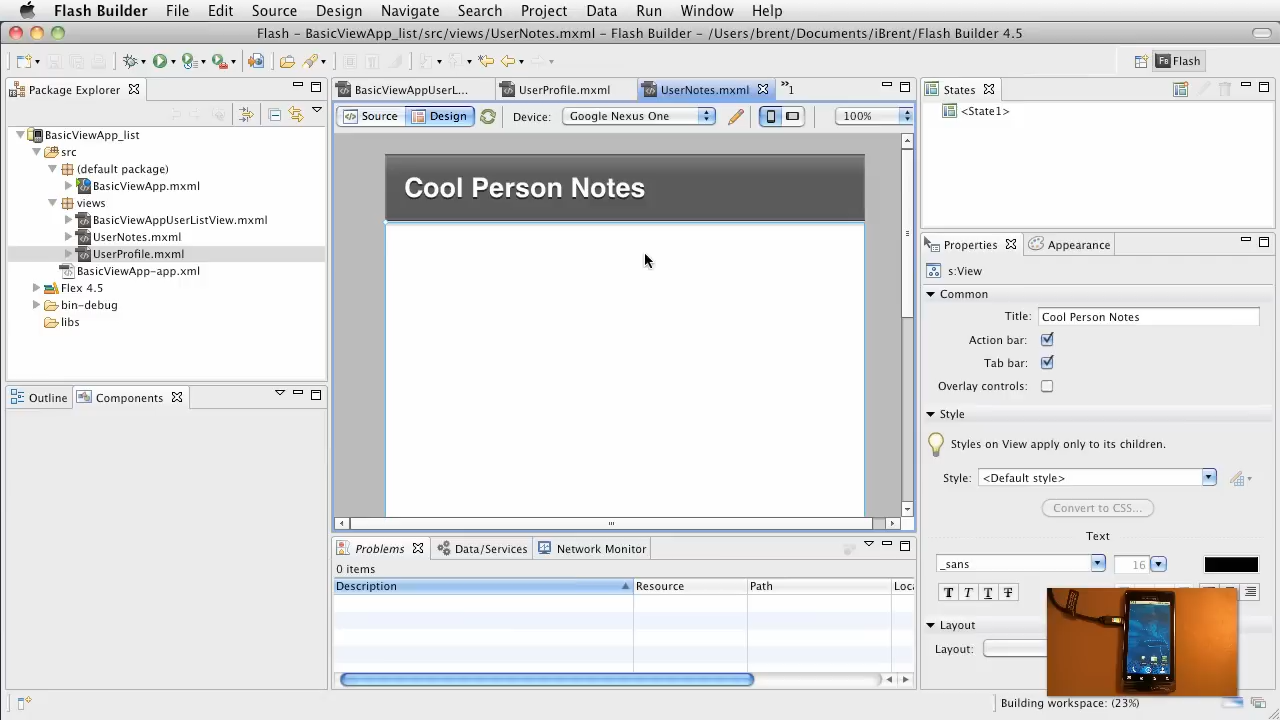 Flash Builder File Edit Source Design Navigate Search Project Data Run Window Help
Flash – BasicViewApp_list/src/views/UserNotes.mxml – Flash Builder – /Users/brent/Documents/iBrent/Flash Builder 4.5
Fb Flash
Package Explorer
BasicViewApp_list
src
(default package)
BasicViewApp.mxml
views
BasicViewAppUserListView.mxml
UserNotes.mxml
UserProfile.mxml
BasicViewApp-app.xml
Flex 4.5
bin-debug
libs
Outline Components
BasicViewAppUserL... UserProfile.mxml UserNotes.mxml »1
Source Design Device: Google Nexus One 100%
Cool Person Notes
Problems Data/Services Network Monitor
0 items
Description Resource Path Loca
States
<State1>
Properties Appearance
s:View
Common
Title: Cool Person Notes
Action bar:
Tab bar:
Overlay controls:
Style
Styles on View apply only to its children.
Style: <Default style>
Convert to CSS...
Text
_sans 16
T T T T
Layout
Layout:
Building workspace: (23%)